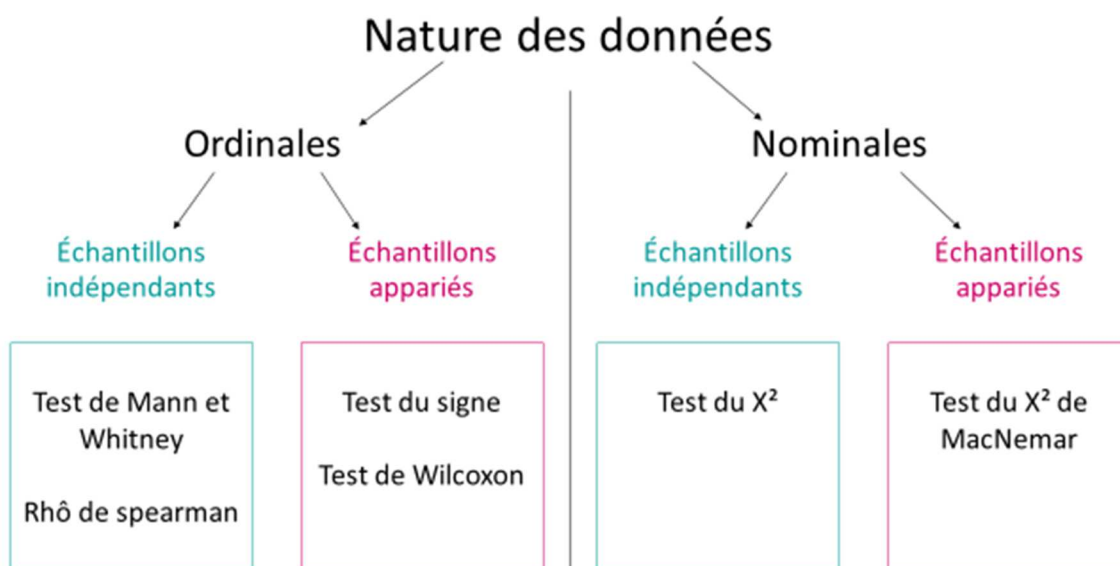 Nature des données
Ordinales
Nominales
Échantillons
indépendants
Échantillons
appariés
Échantillons
indépendants
Échantillons
appariés
Test de Mann et
Whitney
Rhô de spearman
Test du signe
Test de Wilcoxon
Test du X²
Test du X² de
MacNemar